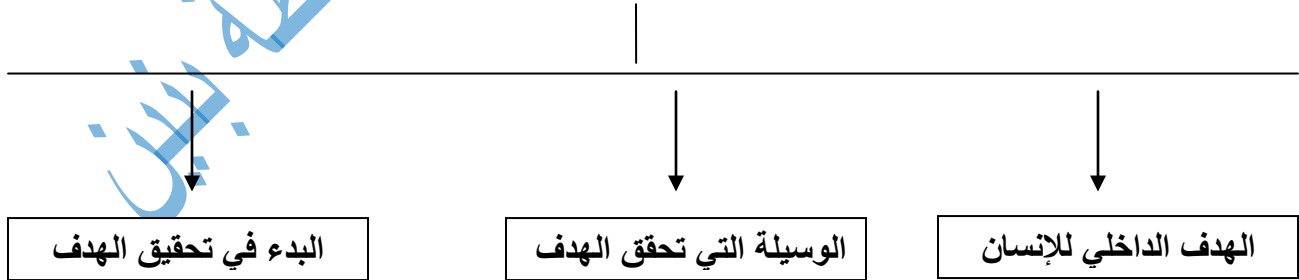 الهدف الداخلي للإنسان
الوسيلة التي تحقق الهدف
البدء في تحقيق الهدف